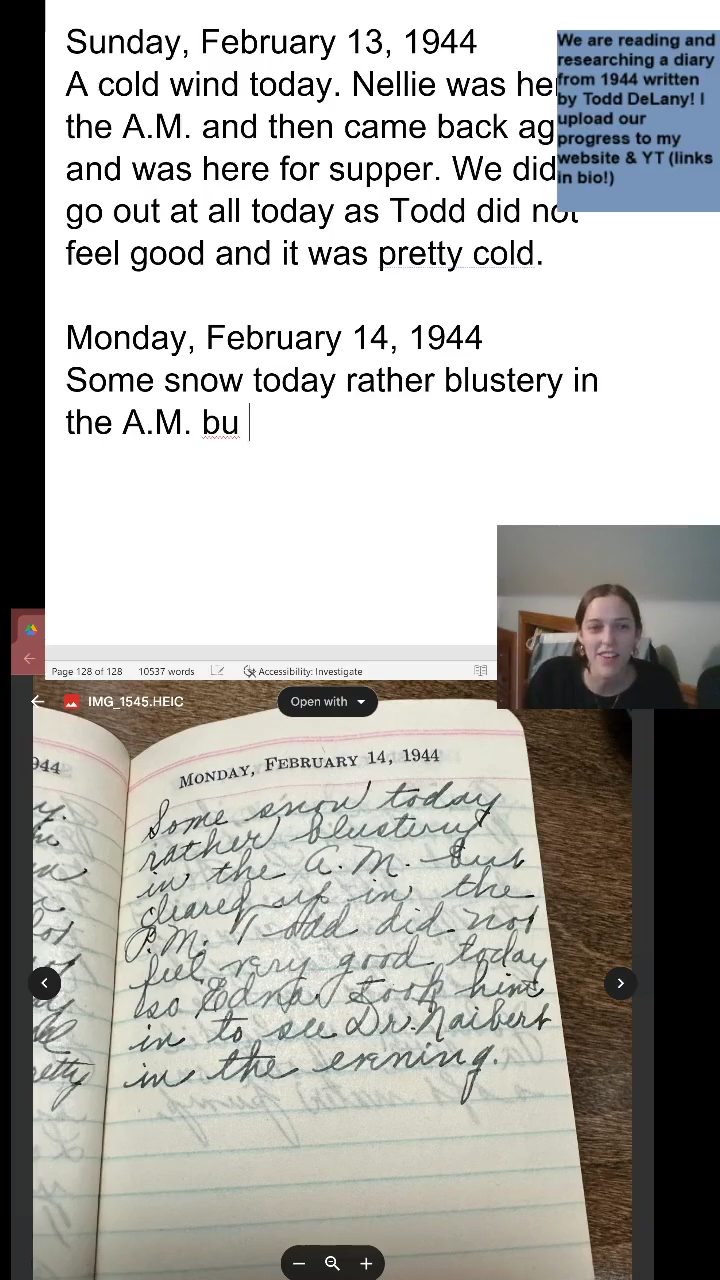 Sunday, February 13, 1944
A cold wind today. Nellie was he
the A.M. and then came back ag
and was here for supper. We did
go out at all today as Todd did not
feel good and it was pretty cold.
We are reading and
researching a diary
from 1944 written
by Todd DeLany! I
upload our
progress to my
website & YT (links
in bio!)
Monday, February 14, 1944
Some snow today rather blustery in
the A.M. bu
Page 128 of 128 10537 words Accessibility: Investigate
IMG_1545.HEIC Open with
944
MONDAY, FEBRUARY 14, 1944
Some snow today
rather blustery
in the A.M. but
cleared up in the
P.M. Todd did not
feel very good today
so Edna took him
in to see Dr. Naibert
in the evening.
etty